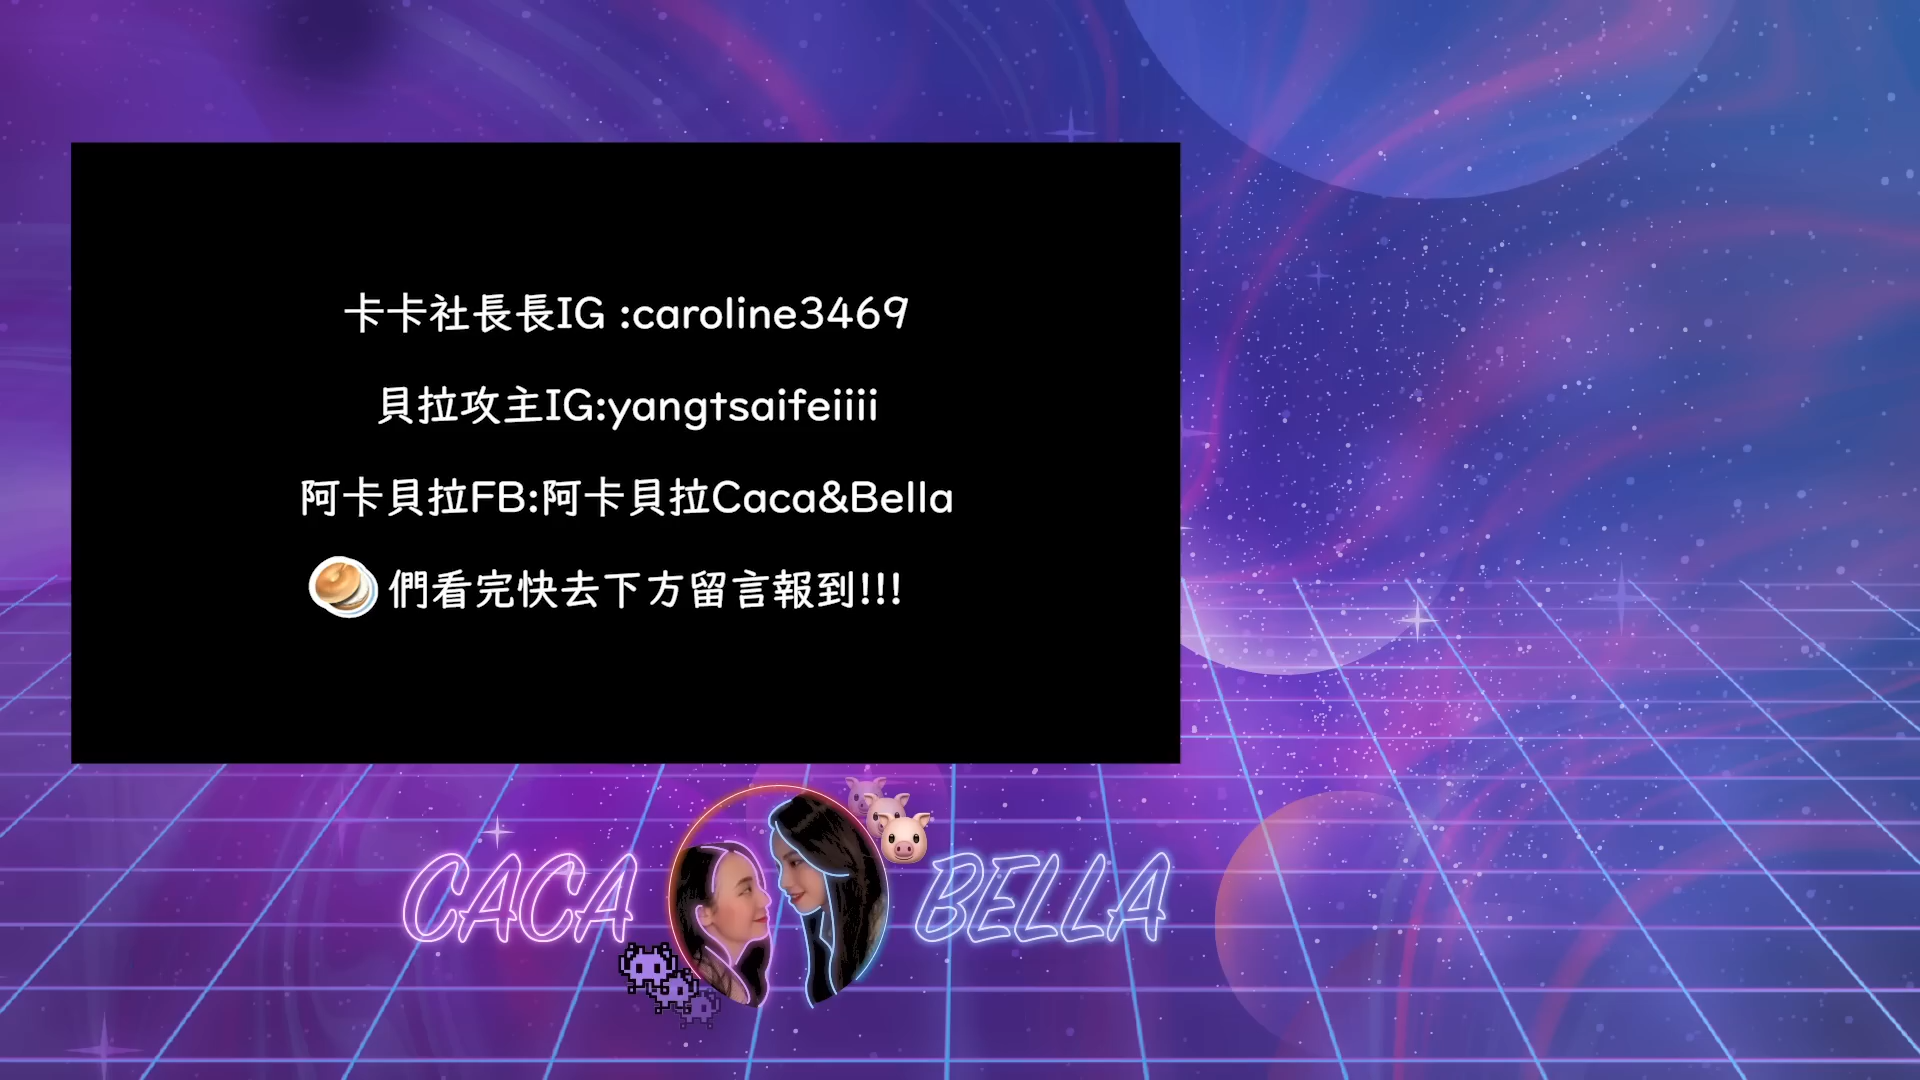 卡卡社長長IG :caroline3469
貝拉攻主IG:yangtsaifeiiii
阿卡貝拉FB:阿卡貝拉Caca&Bella
們看完快去下方留言報到!!!
CACA
BELLA